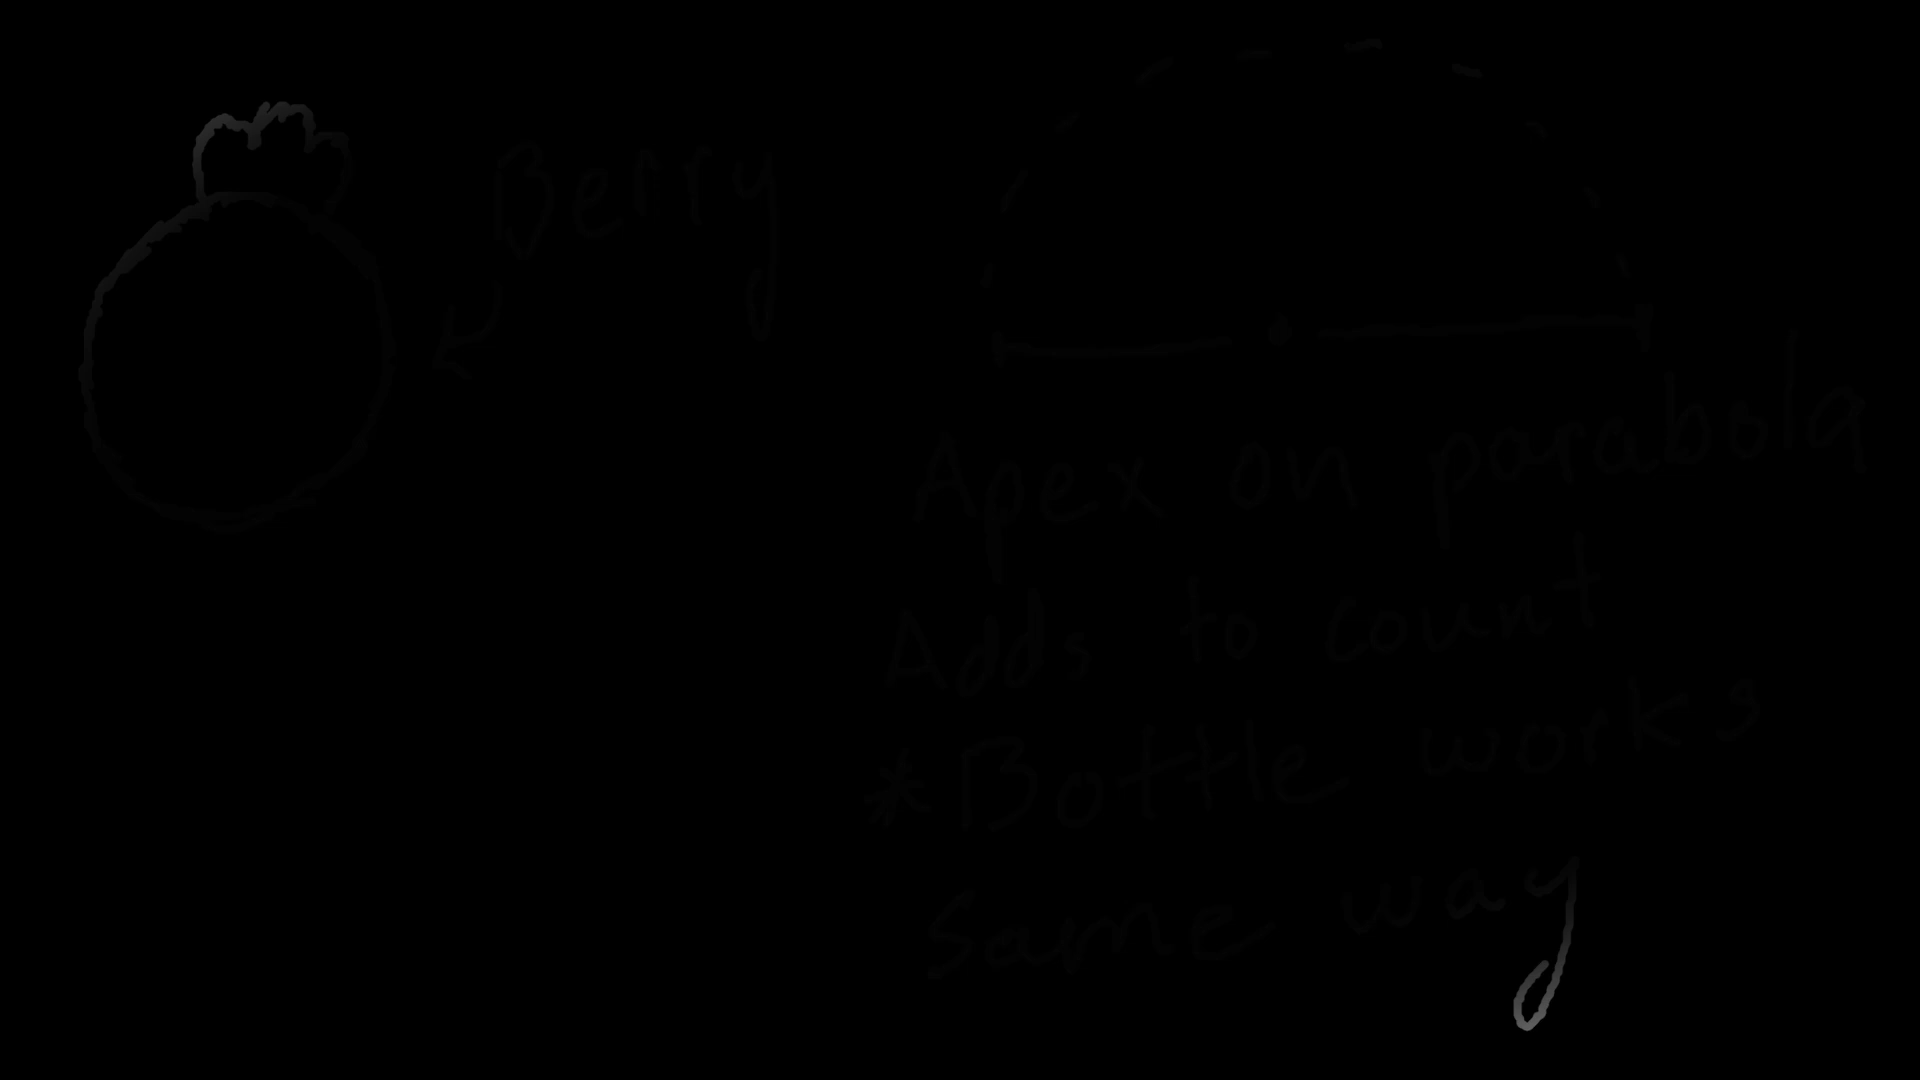 Berry
Apex on parabola
Adds to count
*Bottle works
same way